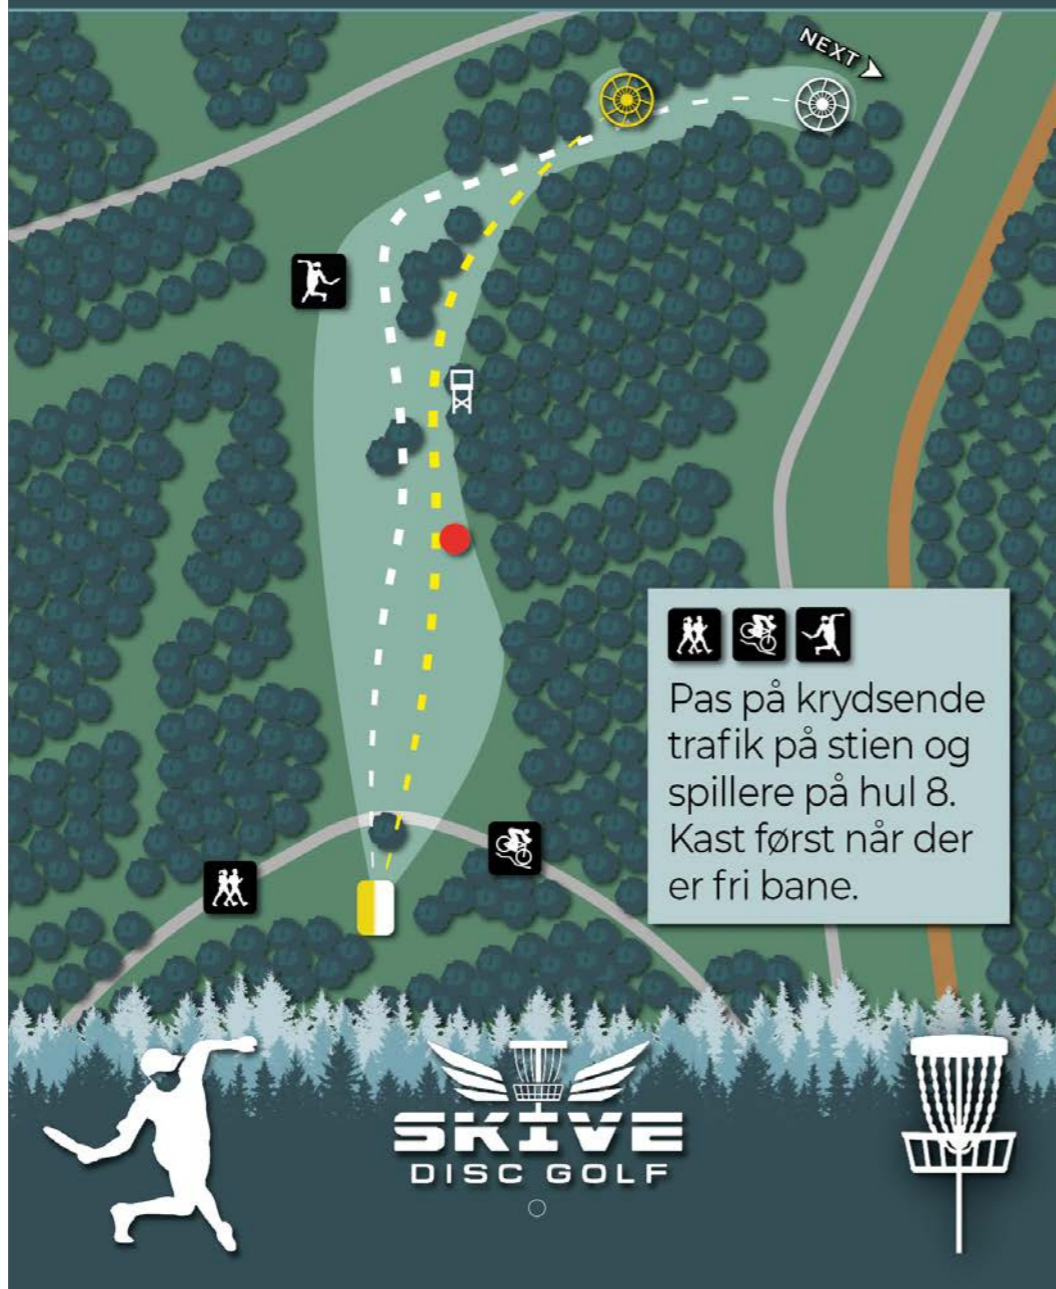 NEXT
Pas på krydsende
trafik på stien og
spillere på hul 8.
Kast først når der
er fri bane.
SKIVE
DISC GOLF